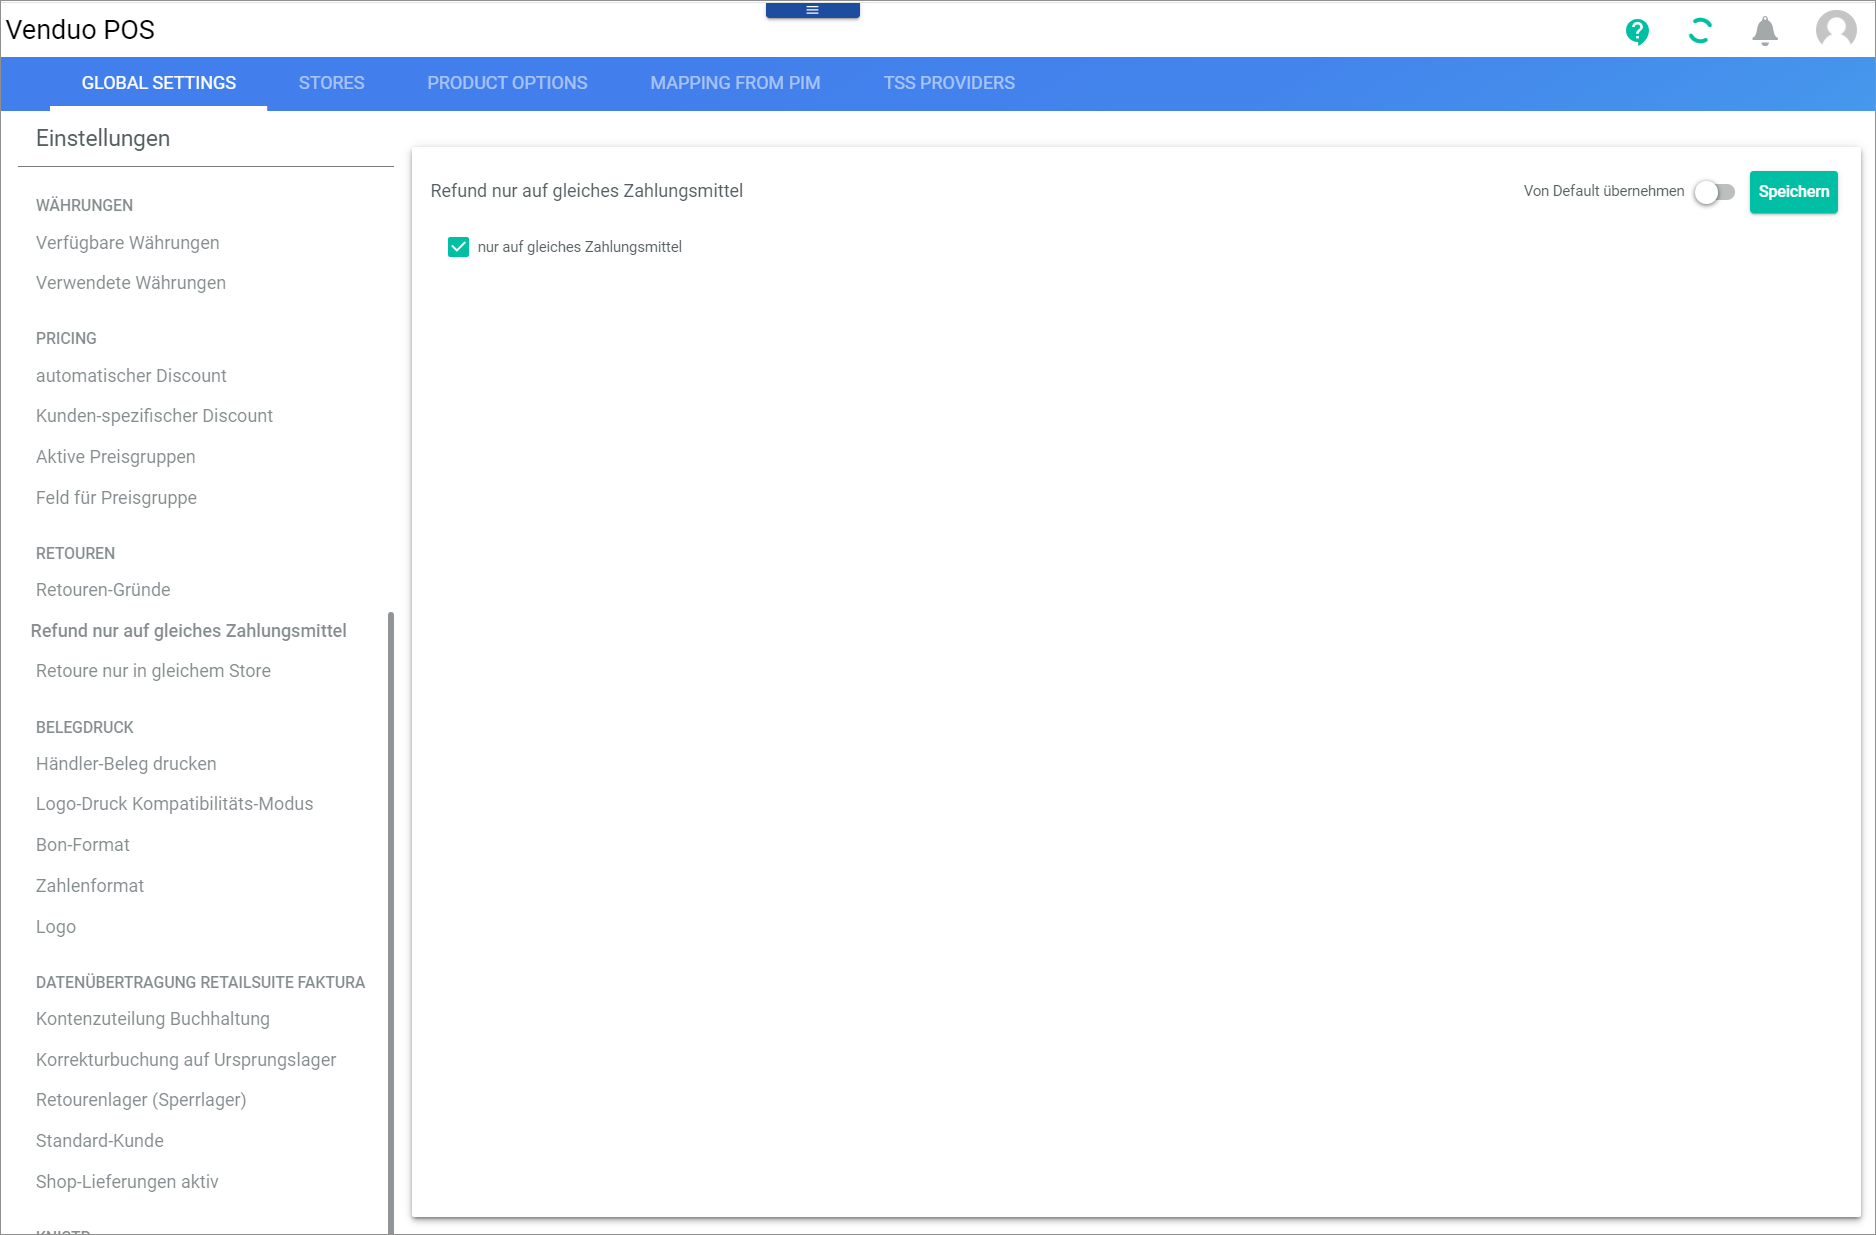 Venduo POS
GLOBAL SETTINGS
STORES
PRODUCT OPTIONS
MAPPING FROM PIM
TSS PROVIDERS
Einstellungen
WÄHRUNGEN
Verfügbare Währungen
Verwendete Währungen
PRICING
automatischer Discount
Kunden-spezifischer Discount
Aktive Preisgruppen
Feld für Preisgruppe
RETOUREN
Retouren-Gründe
Refund nur auf gleiches Zahlungsmittel
Retoure nur in gleichem Store
BELEGDRUCK
Händler-Beleg drucken
Logo-Druck Kompatibilitäts-Modus
Bon-Format
Zahlenformat
Logo
DATENÜBERTRAGUNG RETAILSUITE FAKTURA
Kontenzuteilung Buchhaltung
Korrekturbuchung auf Ursprungslager
Retourenlager (Sperrlager)
Standard-Kunde
Shop-Lieferungen aktiv
Refund nur auf gleiches Zahlungsmittel
Von Default übernehmen
Speichern
nur auf gleiches Zahlungsmittel